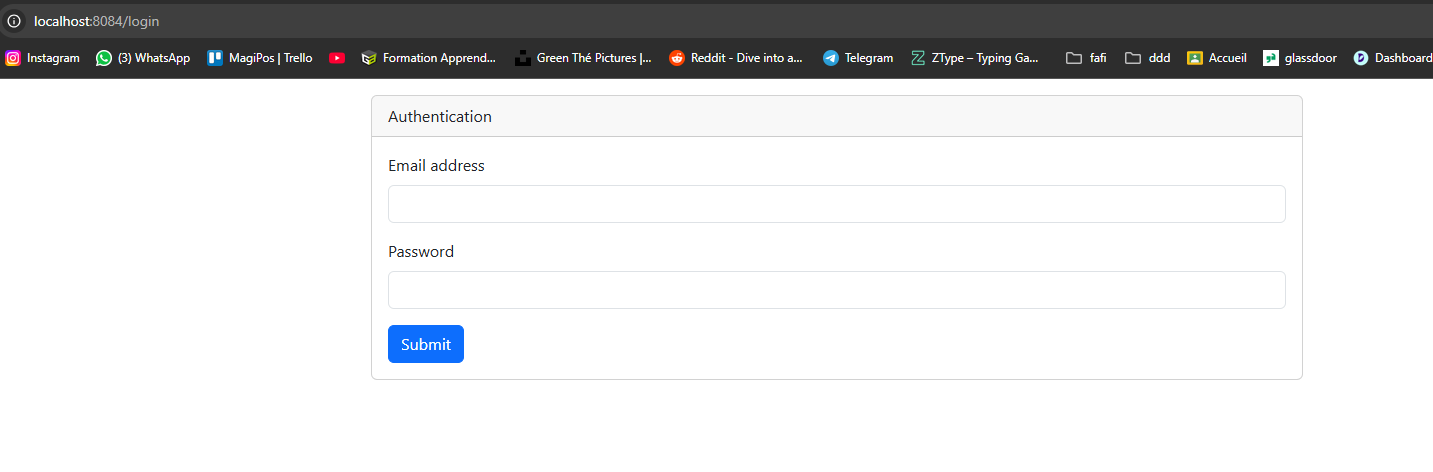 localhost:8084/login
Instagram (3) WhatsApp MagiPos | Trello Formation Apprend... Green Thé Pictures |... Reddit - Dive into a... Telegram ZType – Typing Ga... fafi ddd Accueil glassdoor Dashboard
Authentication
Email address
Password
Submit